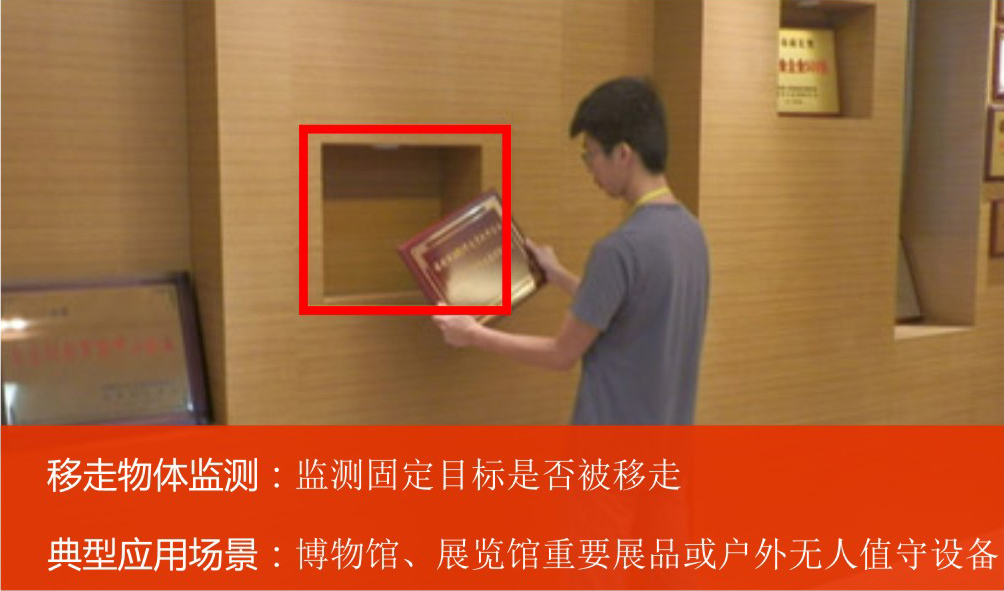 移走物体监测：监测固定目标是否被移走
典型应用场景：博物馆、展览馆重要展品或户外无人值守设备